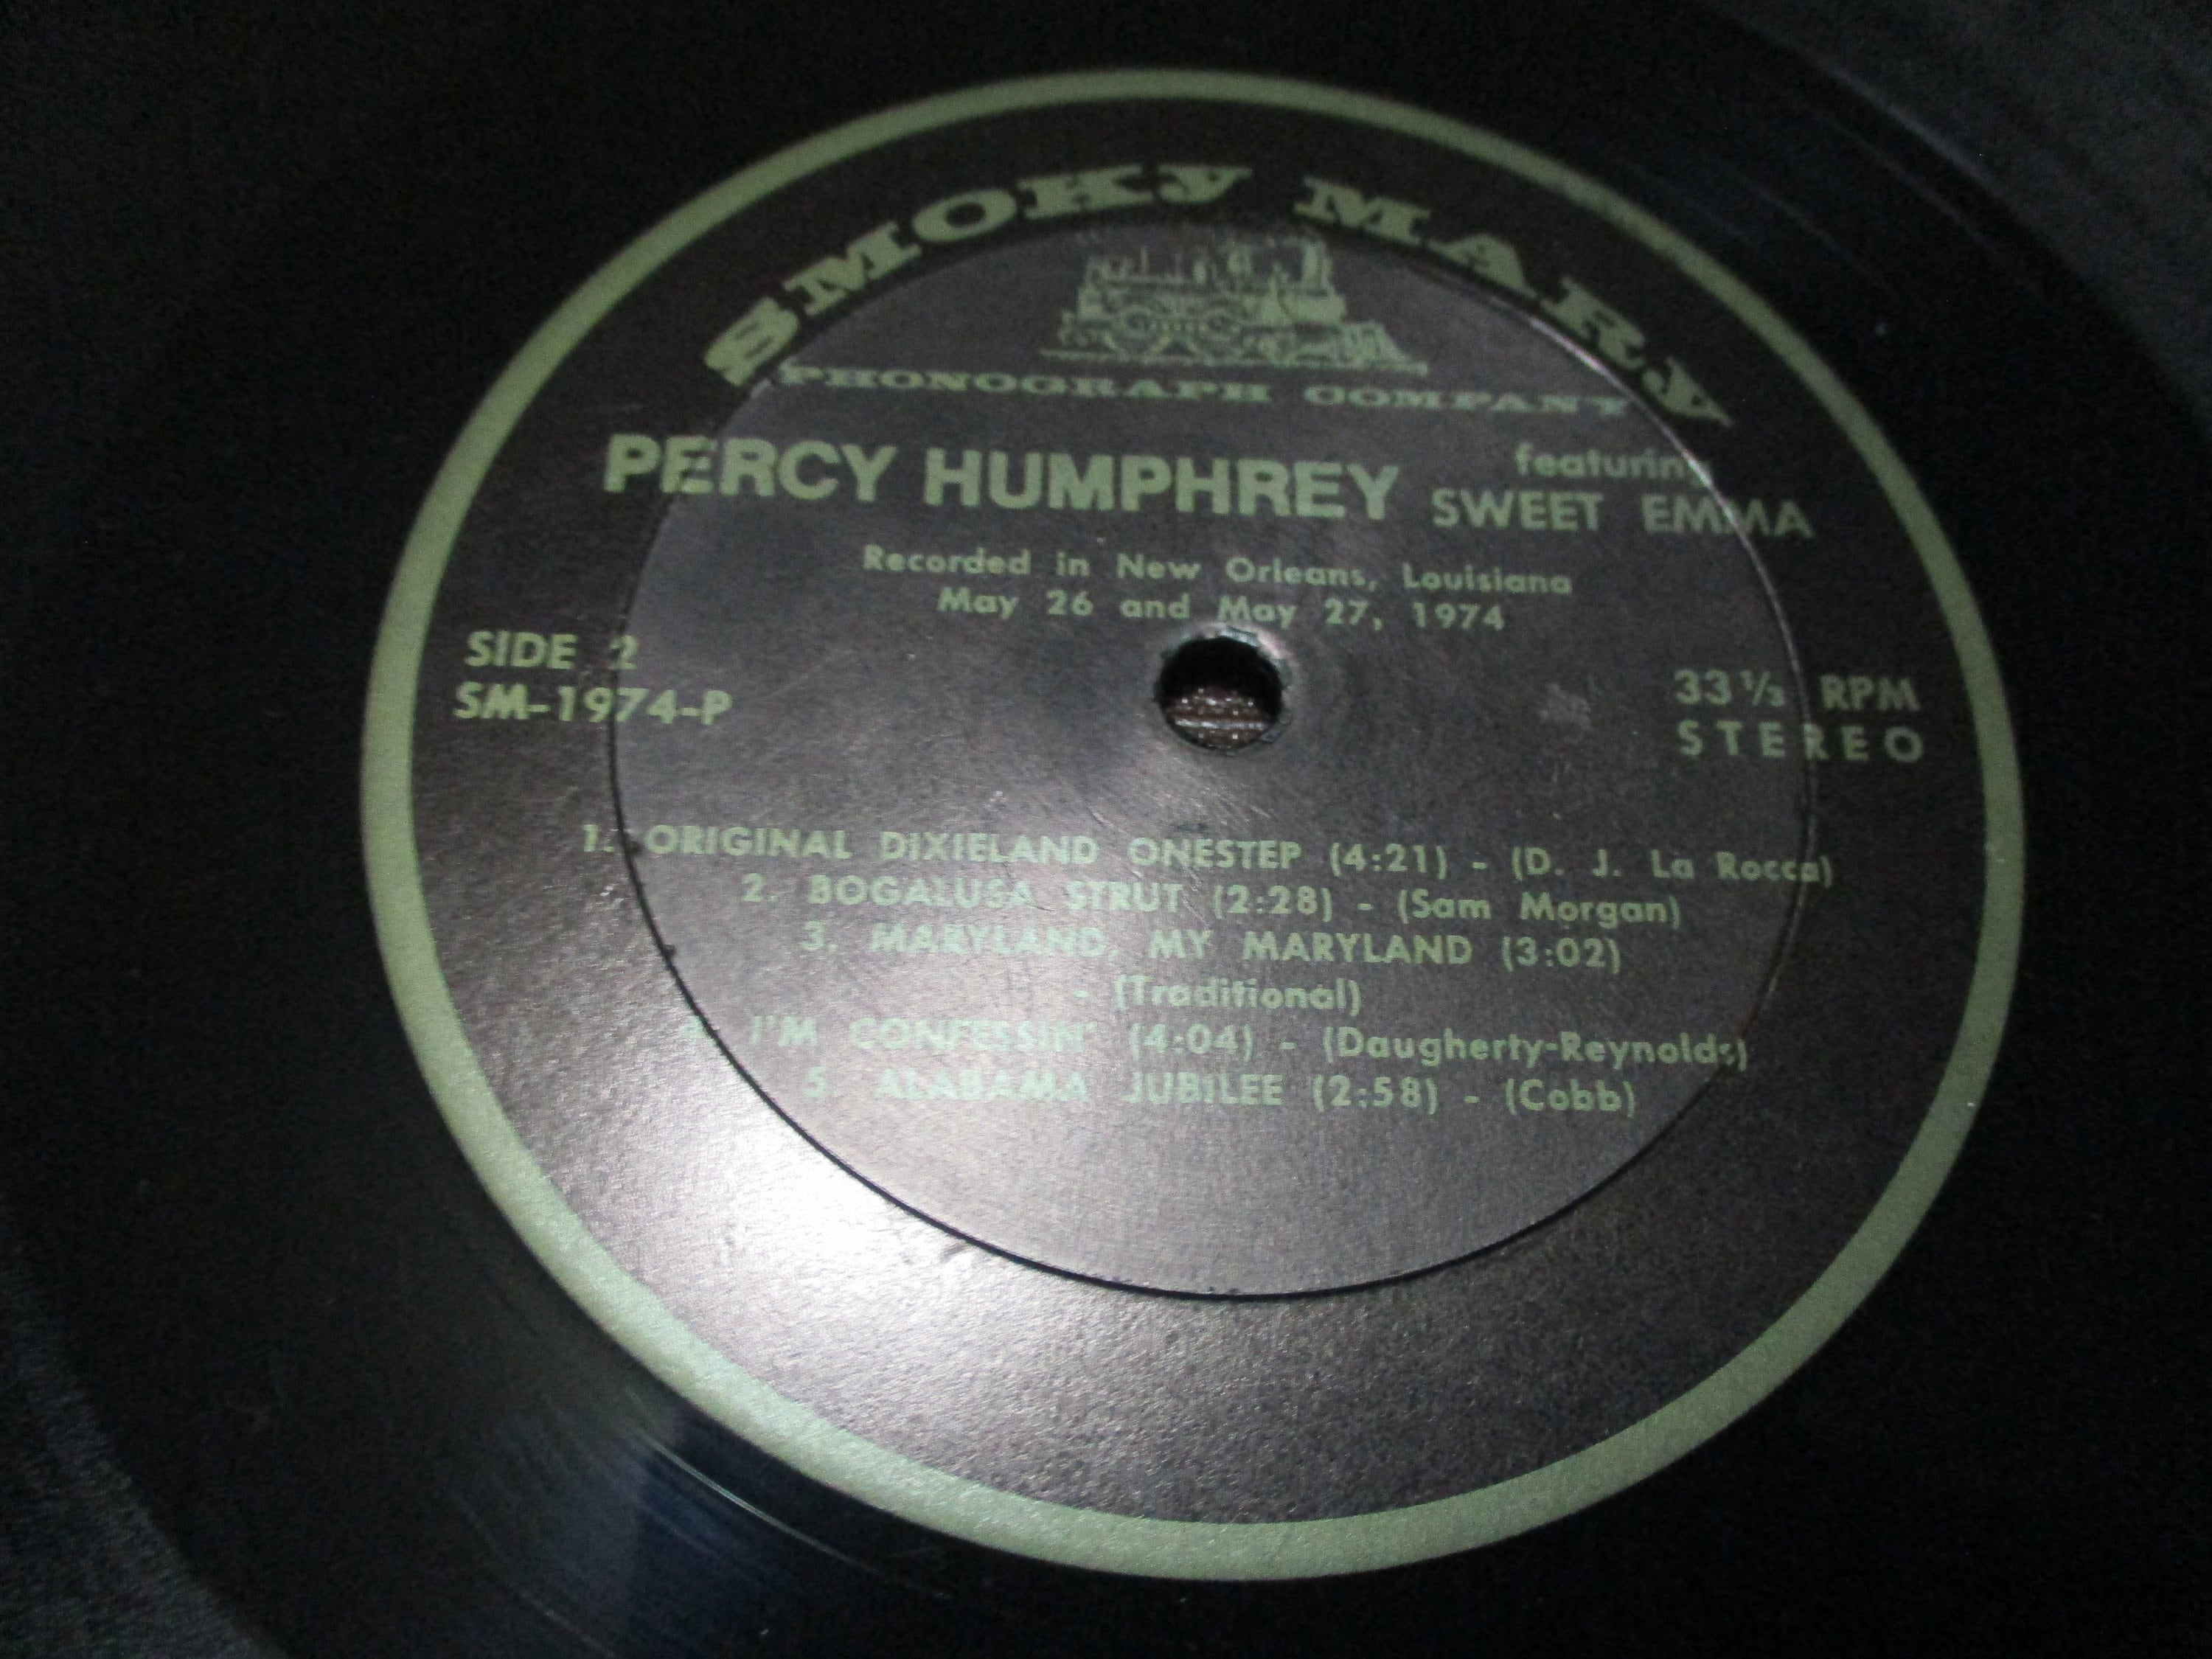 SMOKY MARY
PHONOGRAPH COMPANY
PERCY HUMPHREY featuring SWEET EMMA
Recorded in New Orleans, Louisiana
May 26 and May 27, 1974
SIDE 2
SM-1974-P
33 ⅓ RPM
STEREO
1. ORIGINAL DIXIELAND ONESTEP (4:21) - (D. J. La Rocca)
2. BOGALUSA STRUT (2:28) - (Sam Morgan)
3. MARYLAND, MY MARYLAND (3:02)
- (Traditional)
4. I'M CONFESSIN' (4:04) - (Daugherty-Reynolds)
5. ALABAMA JUBILEE (2:58) - (Cobb)